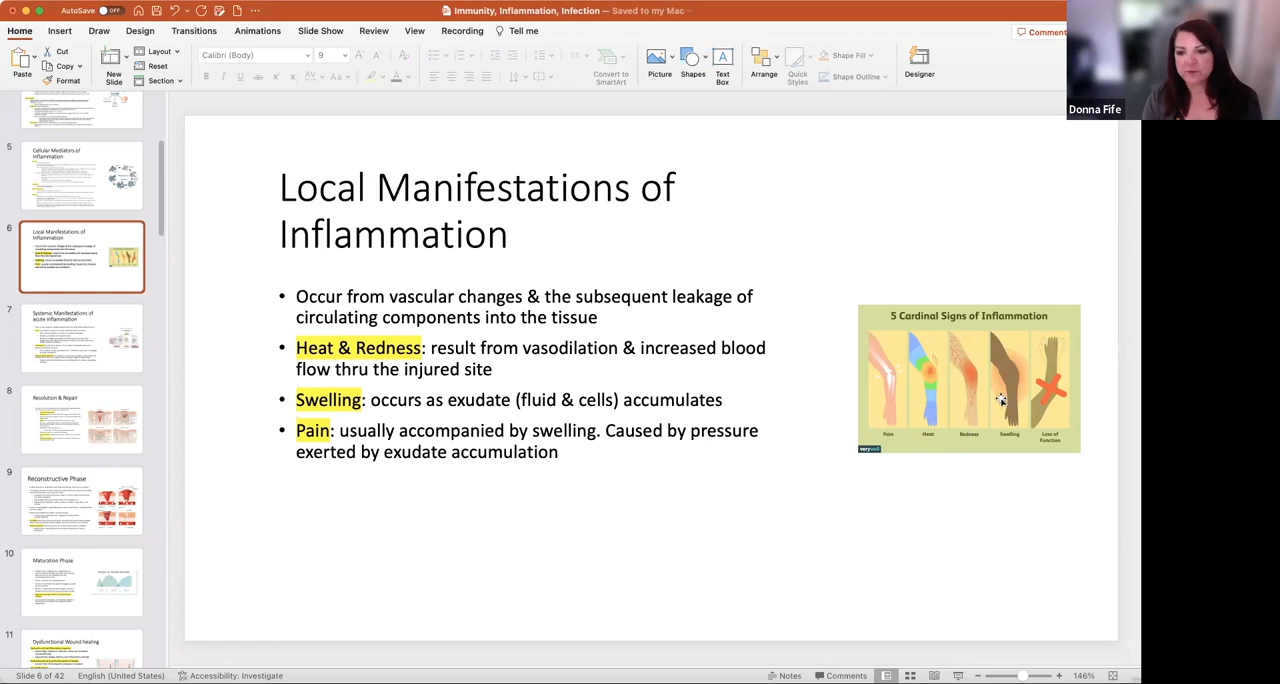 AutoSave OFF
Immunity, Inflammation, Infection — Saved to my Mac
Home Insert Draw Design Transitions Animations Slide Show Review View Recording Tell me
Comment
Paste
Cut
Copy
Format
New Slide
Layout
Reset
Section
Calibri (Body) 9
Convert to SmartArt
Picture
Shapes
Text Box
Arrange
Quick Styles
Shape Fill
Shape Outline
Designer
Donna Fife
5
Cellular Mediators of
Inflammation
6
Local Manifestations of
Inflammation
7
Systemic Manifestations of
acute inflammation
8
Resolution & Repair
9
Reconstructive Phase
10
Maturation Phase
11
Dysfunctional Wound healing
Local Manifestations of
Inflammation
• Occur from vascular changes & the subsequent leakage of
circulating components into the tissue
• Heat & Redness: result from vasodilation & increased blood
flow thru the injured site
• Swelling: occurs as exudate (fluid & cells) accumulates
• Pain: usually accompanied by swelling. Caused by pressure
exerted by exudate accumulation
5 Cardinal Signs of Inflammation
Pain Heat Redness Swelling Loss of
Function
verywell
Slide 6 of 42 English (United States) Accessibility: Investigate
Notes Comments 146%